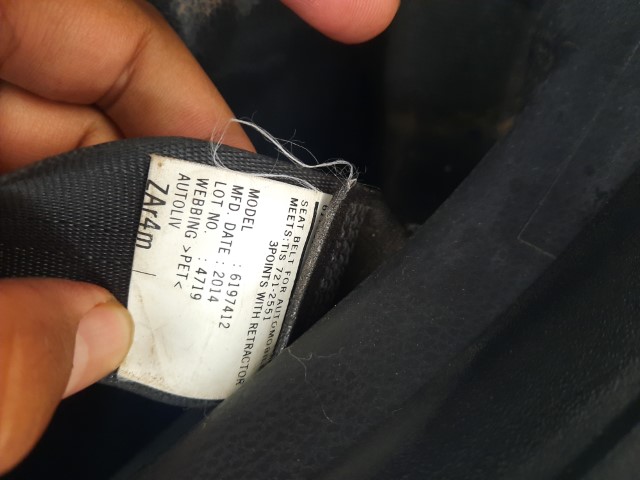 SEAT BELT FOR AUTOMO
MEETS:TIS 721-2551
3POINTS WITH RETRACTOR
MODEL : 6197412
MFD. DATE : 2014
LOT NO. : 4719
WEBBING >PET<
AUTOLIV
ZAr4m